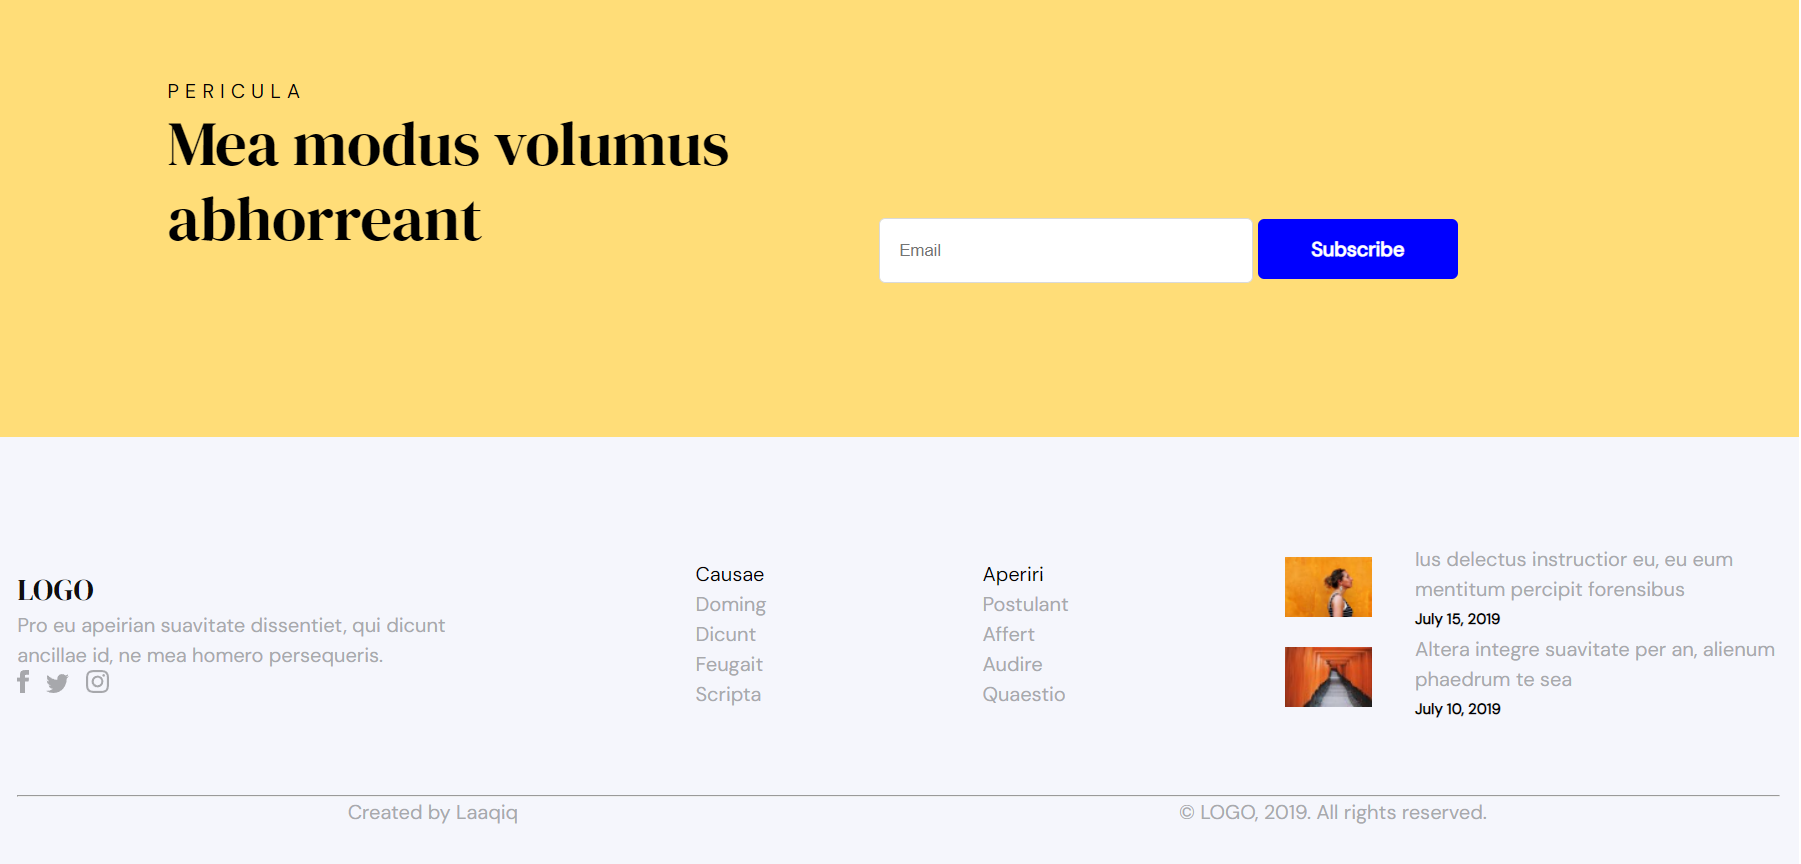 PERICULA
Mea modus volumus
abhorreant
Email
Subscribe
LOGO
Pro eu apeirian suavitate dissentiet, qui dicunt
ancillae id, ne mea homero persequeris.
Causae
Doming
Dicunt
Feugait
Scripta
Aperiri
Postulant
Affert
Audire
Quaestio
Ius delectus instructior eu, eu eum
mentitum percipit forensibus
July 15, 2019
Altera integre suavitate per an, alienum
phaedrum te sea
July 10, 2019
Created by Laaqiq
© LOGO, 2019. All rights reserved.